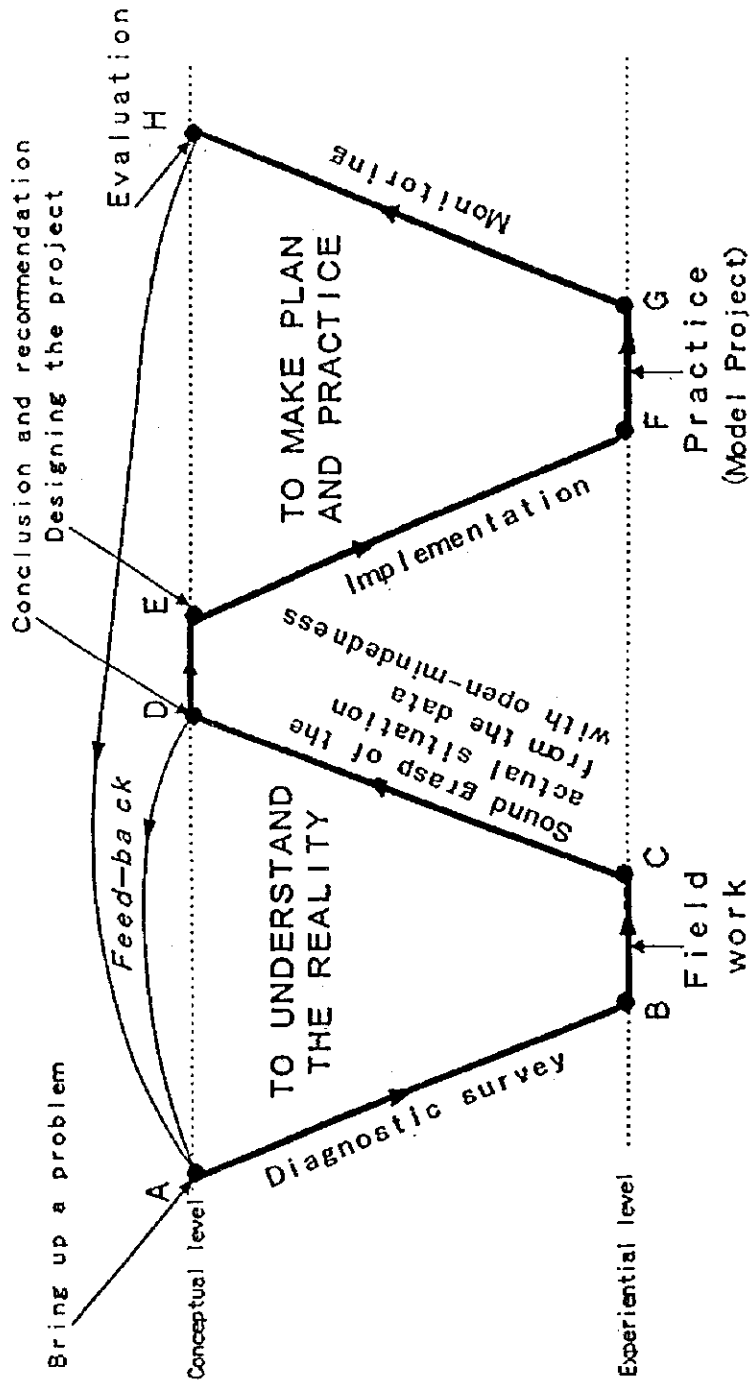 Bring up a problem
Conclusion and recommendation
Designing the project
Evaluation
Feed-back
A
D
E
H
Conceptual level
TO UNDERSTAND
THE REALITY
TO MAKE PLAN
AND PRACTICE
Diagnostic survey
Sound grasp of the
actual situation
from the data
with open-mindedness
Implementation
Monitoring
Experiential level
B
C
F
G
Field
work
Practice
(Model Project)